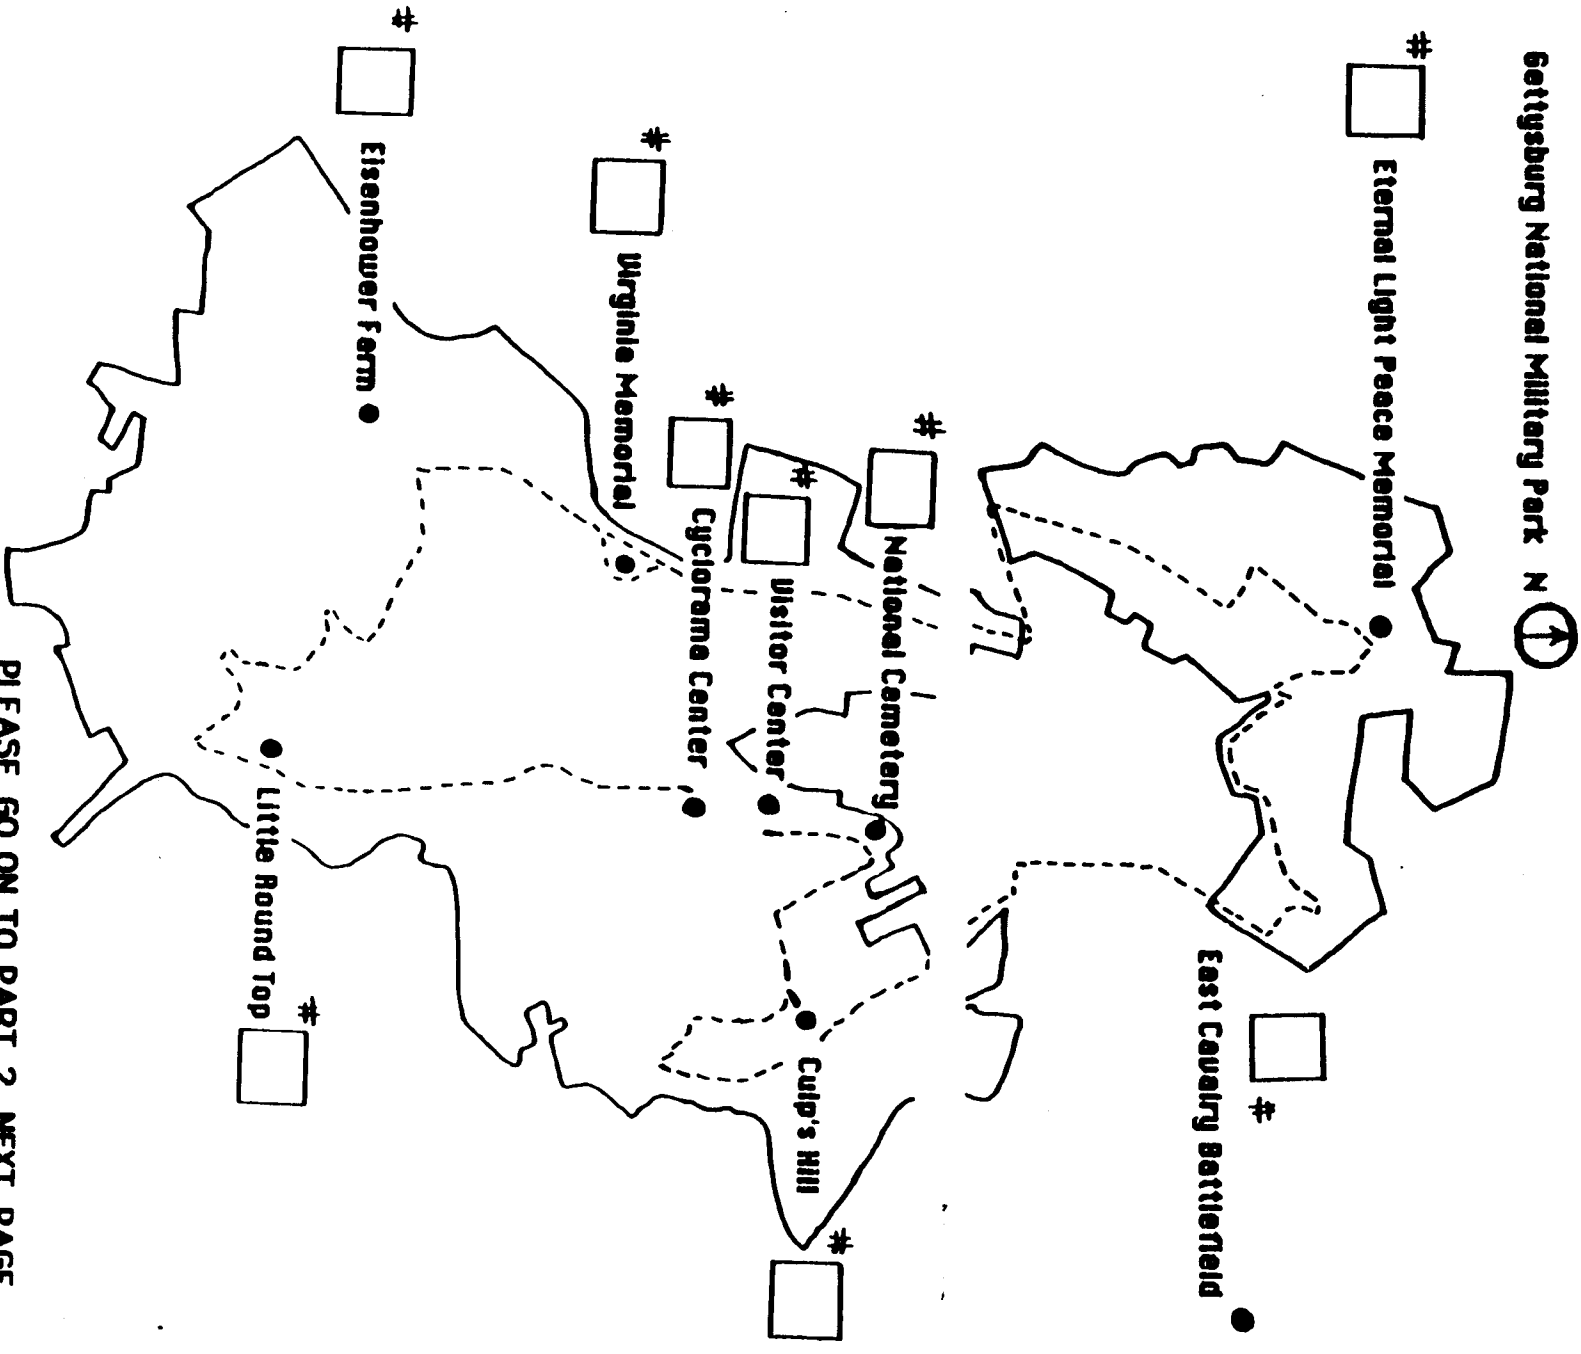 Gettysburg National Military Park N
#
Eternal Light Peace Memorial
East Cavalry Battlefield
#
#
National Cemetery
#
Visitor Center
Culp's Hill
#
#
Cyclorama Center
#
Virginia Memorial
#
Eisenhower Farm
Little Round Top
#
PLEASE GO ON TO PART 2 NEXT PAGE